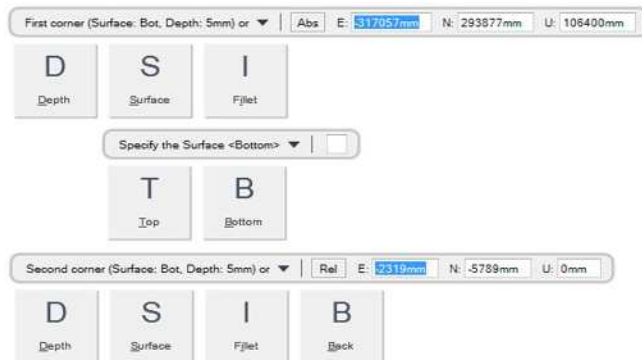 First corner (Surface: Bot, Depth: 5mm) or Abs E: -317057mm N: 293877mm U: 106400mm
D S I
Depth Surface Fillet
Specify the Surface <Bottom>
T B
Top Bottom
Second corner (Surface: Bot, Depth: 5mm) or Rel E: -2319mm N: -5789mm U: 0mm
D S I B
Depth Surface Fillet Back